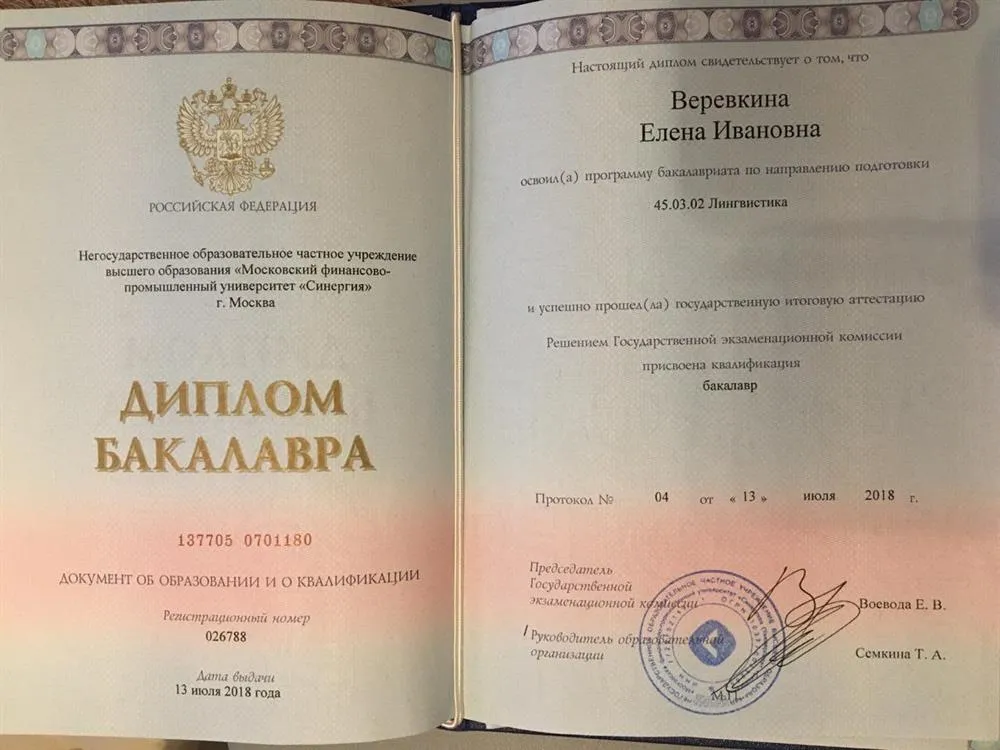 РОССИЙСКАЯ ФЕДЕРАЦИЯ
Негосударственное образовательное частное учреждение
высшего образования «Московский финансово-
промышленный университет «Синергия»
г. Москва
ДИПЛОМ
БАКАЛАВРА
137705 0701180
ДОКУМЕНТ ОБ ОБРАЗОВАНИИ И О КВАЛИФИКАЦИИ
Регистрационный номер
026788
Дата выдачи
13 июля 2018 года
Настоящий диплом свидетельствует о том, что
Веревкина
Елена Ивановна
освоил(а) программу бакалавриата по направлению подготовки
45.03.02 Лингвистика
и успешно прошел(ла) государственную итоговую аттестацию
Решением Государственной экзаменационной комиссии
присвоена квалификация
бакалавр
Протокол № 04 от « 13 » июля 2018 г.
Председатель
Государственной
экзаменационной комиссии
Воевода Е. В.
Руководитель образовательной
организации
Семкина Т. А.
М.П.